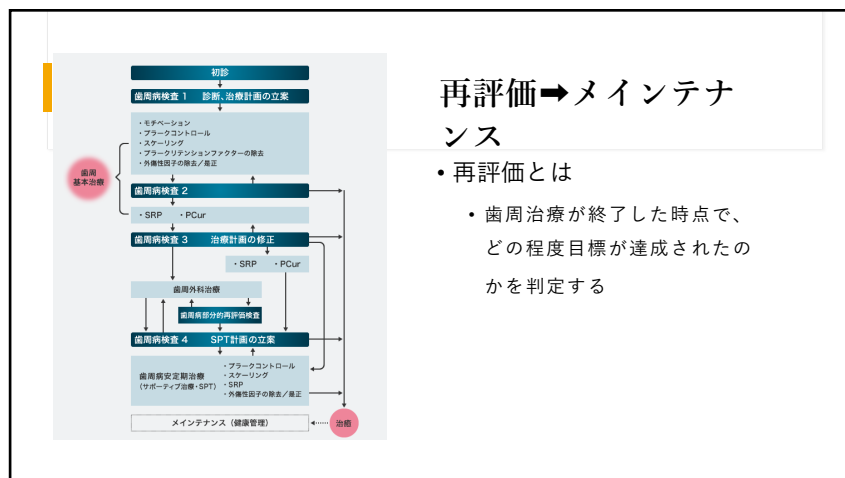 初診
歯周病検査 1 診断、治療計画の立案
・モチベーション
・プラークコントロール
・スケーリング
・プラークリテンションファクターの除去
・外傷性因子の除去／是正
歯周
基本治療
歯周病検査 2
・SRP ・PCur
歯周病検査 3 治療計画の修正
・SRP ・PCur
歯周外科治療
歯周病部分的再評価検査
歯周病検査 4 SPT計画の立案
歯周病安定期治療
（サポーティブ治療・SPT）
・プラークコントロール
・スケーリング
・SRP
・外傷性因子の除去／是正
メインテナンス（健康管理）
治癒
再評価➡メインテナ
ンス
• 再評価とは
• 歯周治療が終了した時点で、
どの程度目標が達成されたの
かを判定する